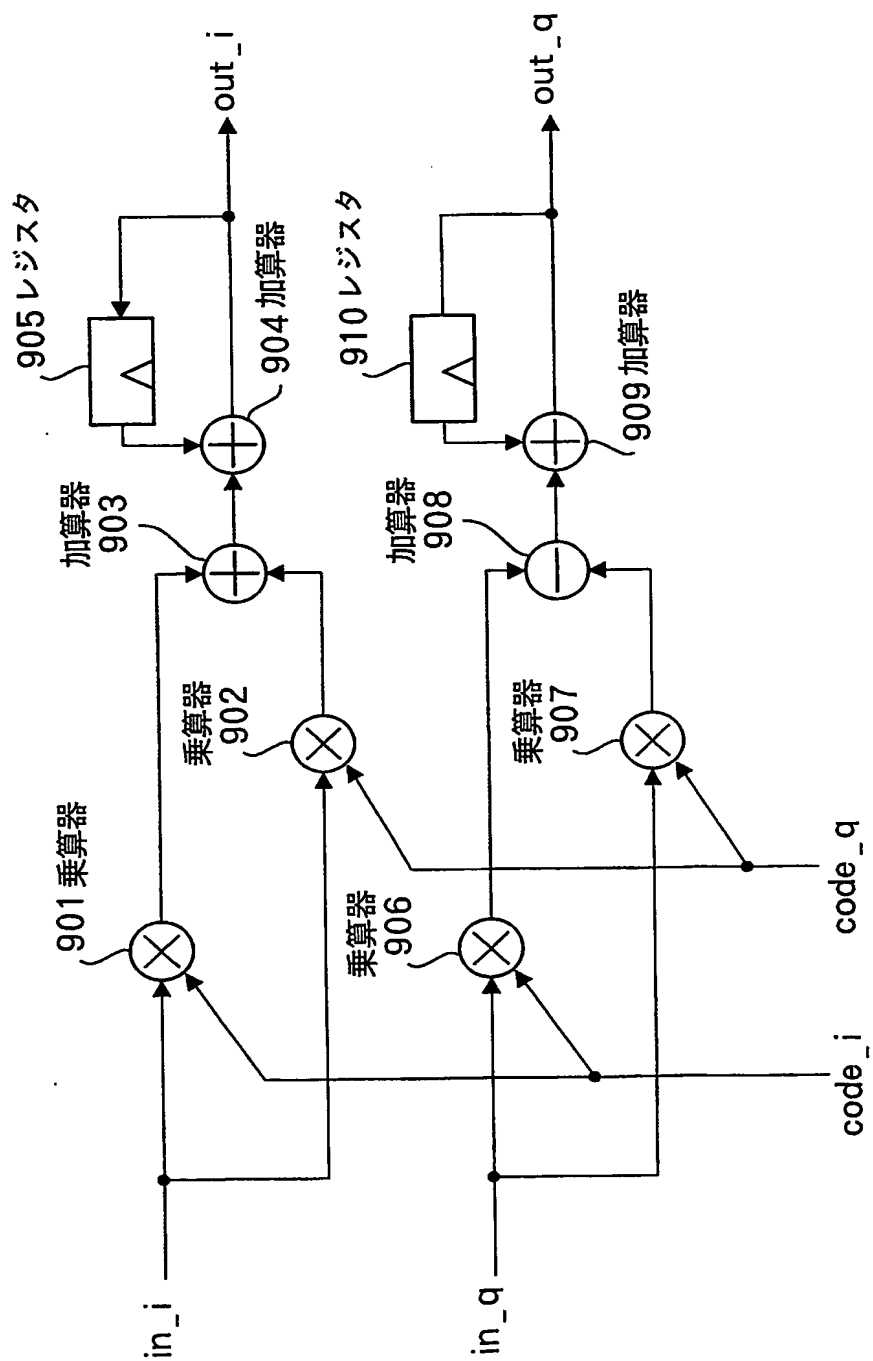 905 レジスタ
out_i
904 加算器
加算器
903
901 乗算器
乗算器
902
in_i
910 レジスタ
out_q
909 加算器
加算器
908
乗算器
906
乗算器
907
in_q
code_i
code_q